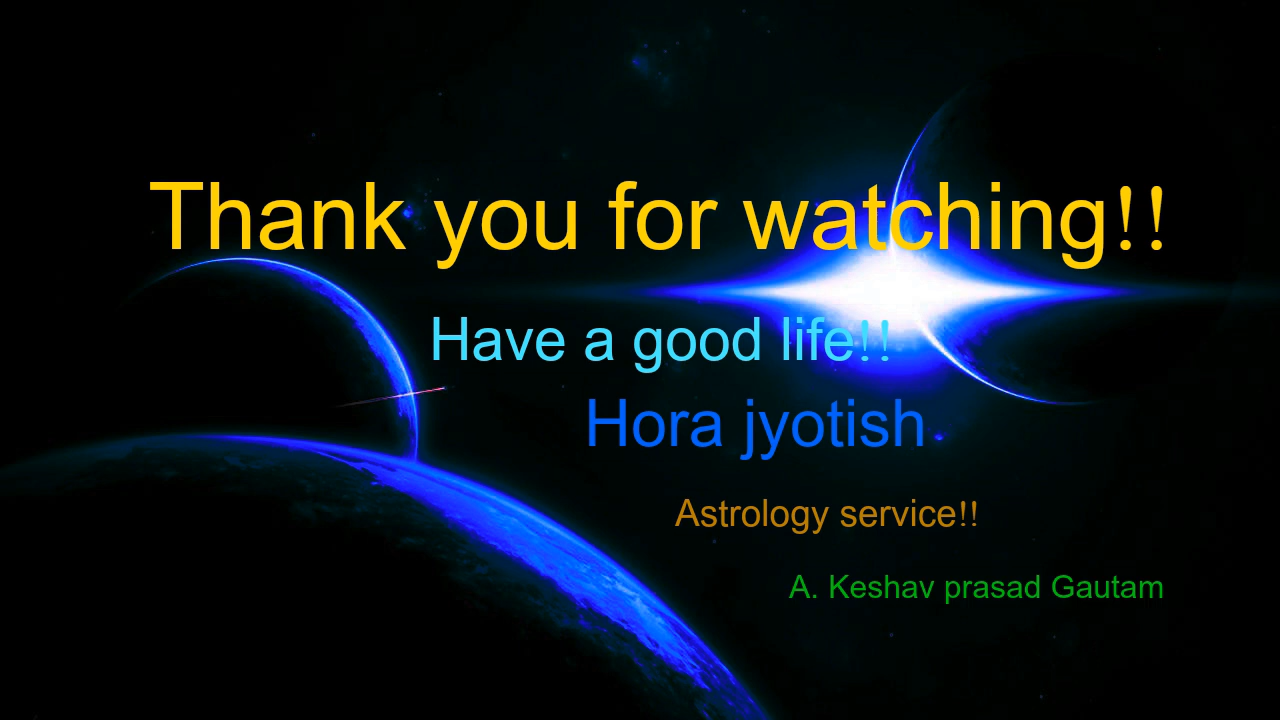 Thank you for watching!!
Have a good life!!
Hora jyotish
Astrology service!!
A. Keshav prasad Gautam